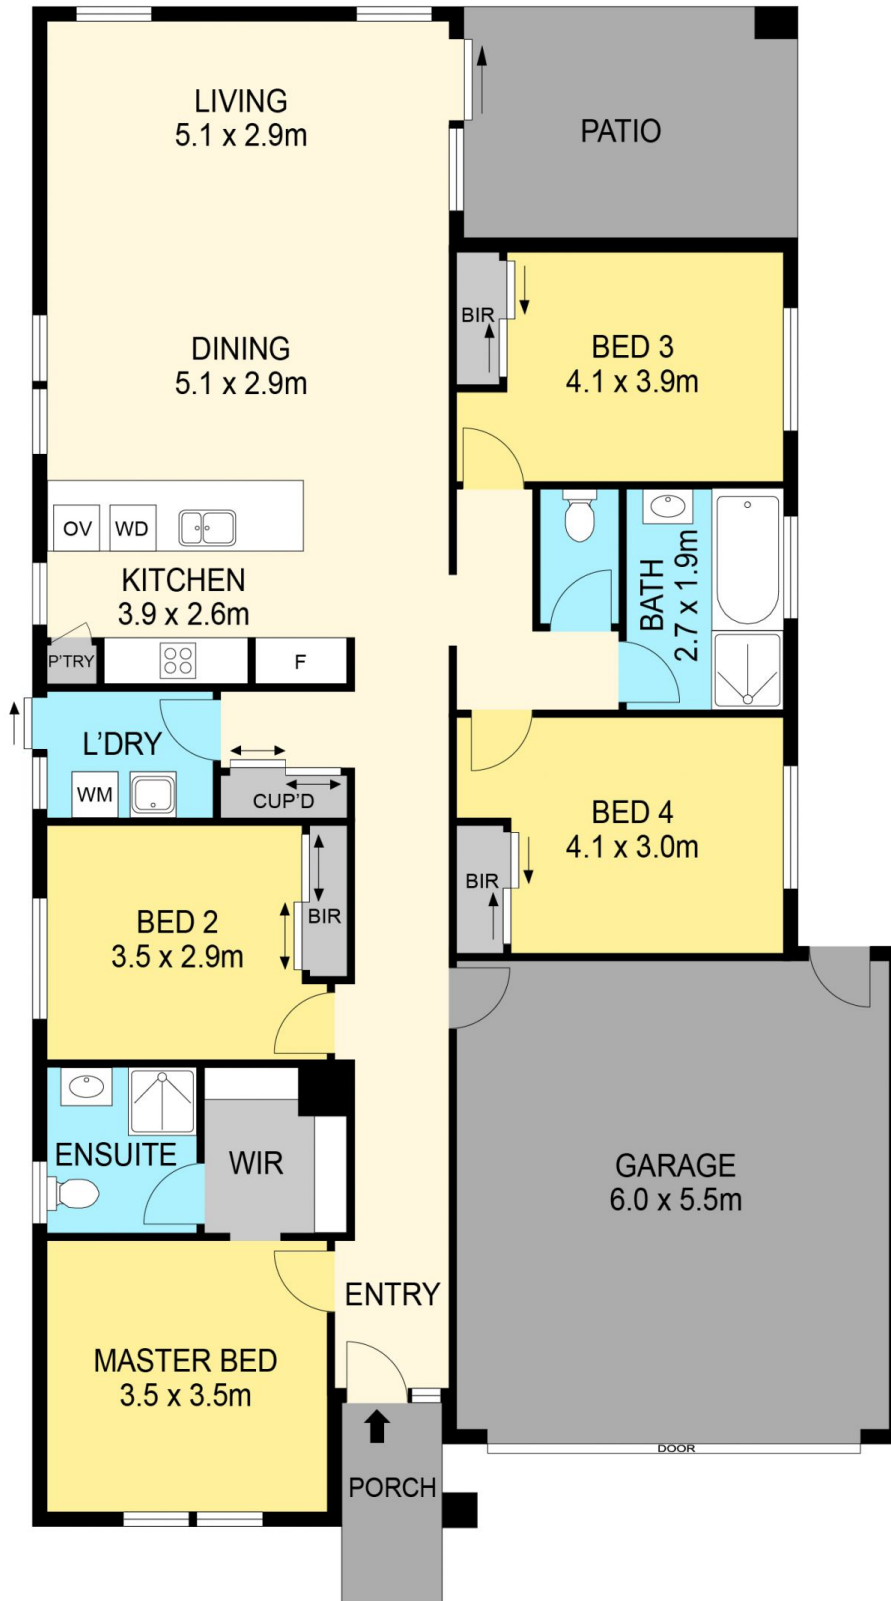 LIVING
5.1 x 2.9m
PATIO
BIR
BED 3
4.1 x 3.9m
DINING
5.1 x 2.9m
OV
WD
KITCHEN
3.9 x 2.6m
BATH
2.7 x 1.9m
P'TRY
F
L'DRY
WM
CUP'D
BED 4
4.1 x 3.0m
BIR
BED 2
3.5 x 2.9m
BIR
ENSUITE
WIR
GARAGE
6.0 x 5.5m
ENTRY
MASTER BED
3.5 x 3.5m
DOOR
PORCH